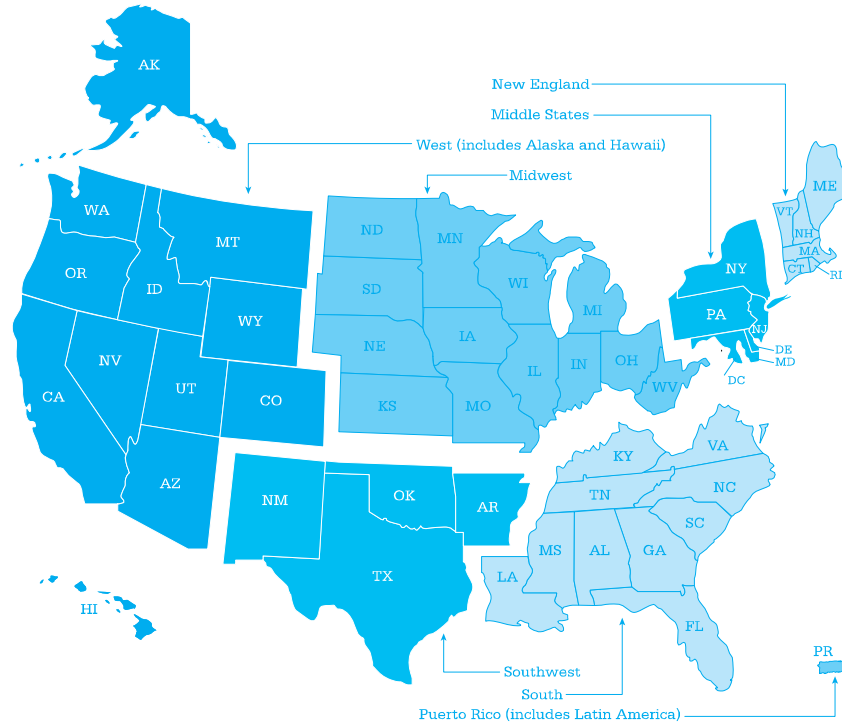 AK
New England
Middle States
West (includes Alaska and Hawaii)
Midwest
ME
WA
VT
ND
MN
NH
MT
MA
OR
NY
CT
RI
WI
ID
SD
MI
WY
PA
NJ
IA
NE
DE
NV
OH
MD
IL
IN
UT
DC
WV
CA
CO
KS
MO
VA
KY
AZ
NC
TN
OK
NM
AR
SC
MS
AL
GA
TX
LA
HI
FL
PR
Southwest
South
Puerto Rico (includes Latin America)